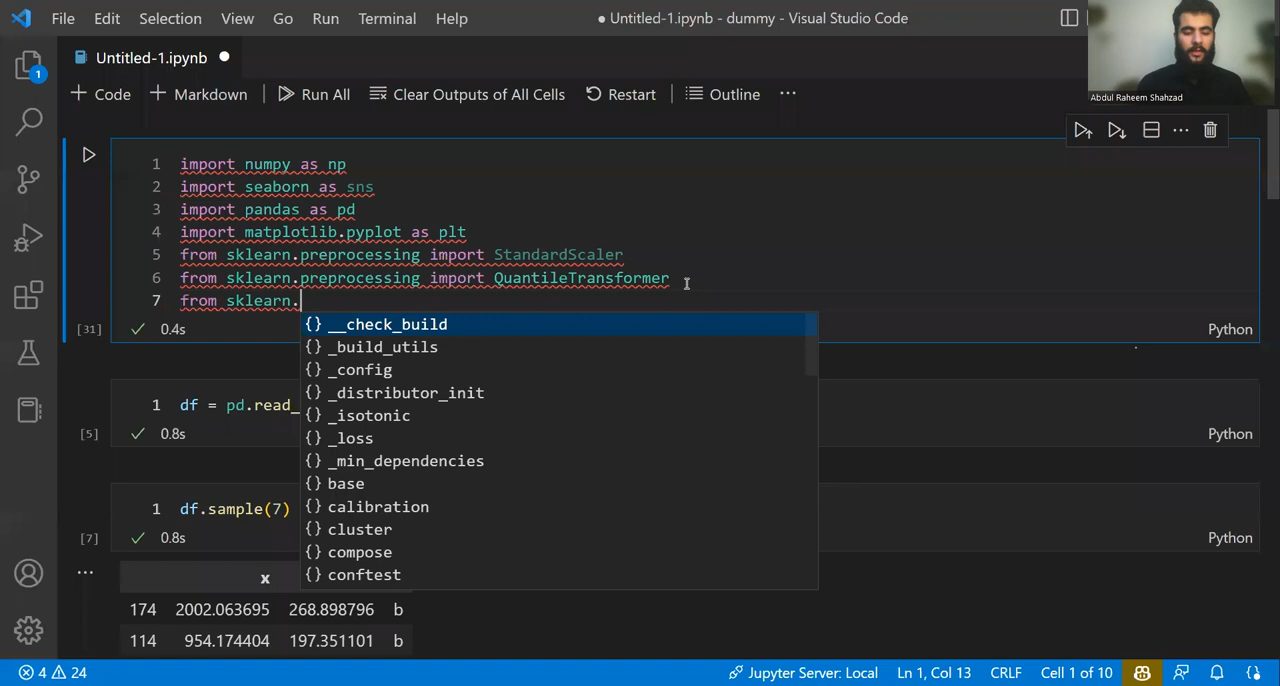 File Edit Selection View Go Run Terminal Help
● Untitled-1.ipynb - dummy - Visual Studio Code
Abdul Raheem Shahzad
1
Untitled-1.ipynb ●
+ Code + Markdown Run All Clear Outputs of All Cells Restart Outline ...
1 import numpy as np
2 import seaborn as sns
3 import pandas as pd
4 import matplotlib.pyplot as plt
5 from sklearn.preprocessing import StandardScaler
6 from sklearn.preprocessing import QuantileTransformer
7 from sklearn.
[31] ✓ 0.4s Python
{} __check_build
{} _build_utils
{} _config
{} _distributor_init
{} _isotonic
{} _loss
{} _min_dependencies
{} base
{} calibration
{} cluster
{} compose
{} conftest
1 df = pd.read_
[5] ✓ 0.8s Python
1 df.sample(7)
[7] ✓ 0.8s Python
... x
174 2002.063695 268.898796 b
114 954.174404 197.351101 b
4 24 Jupyter Server: Local Ln 1, Col 13 CRLF Cell 1 of 10